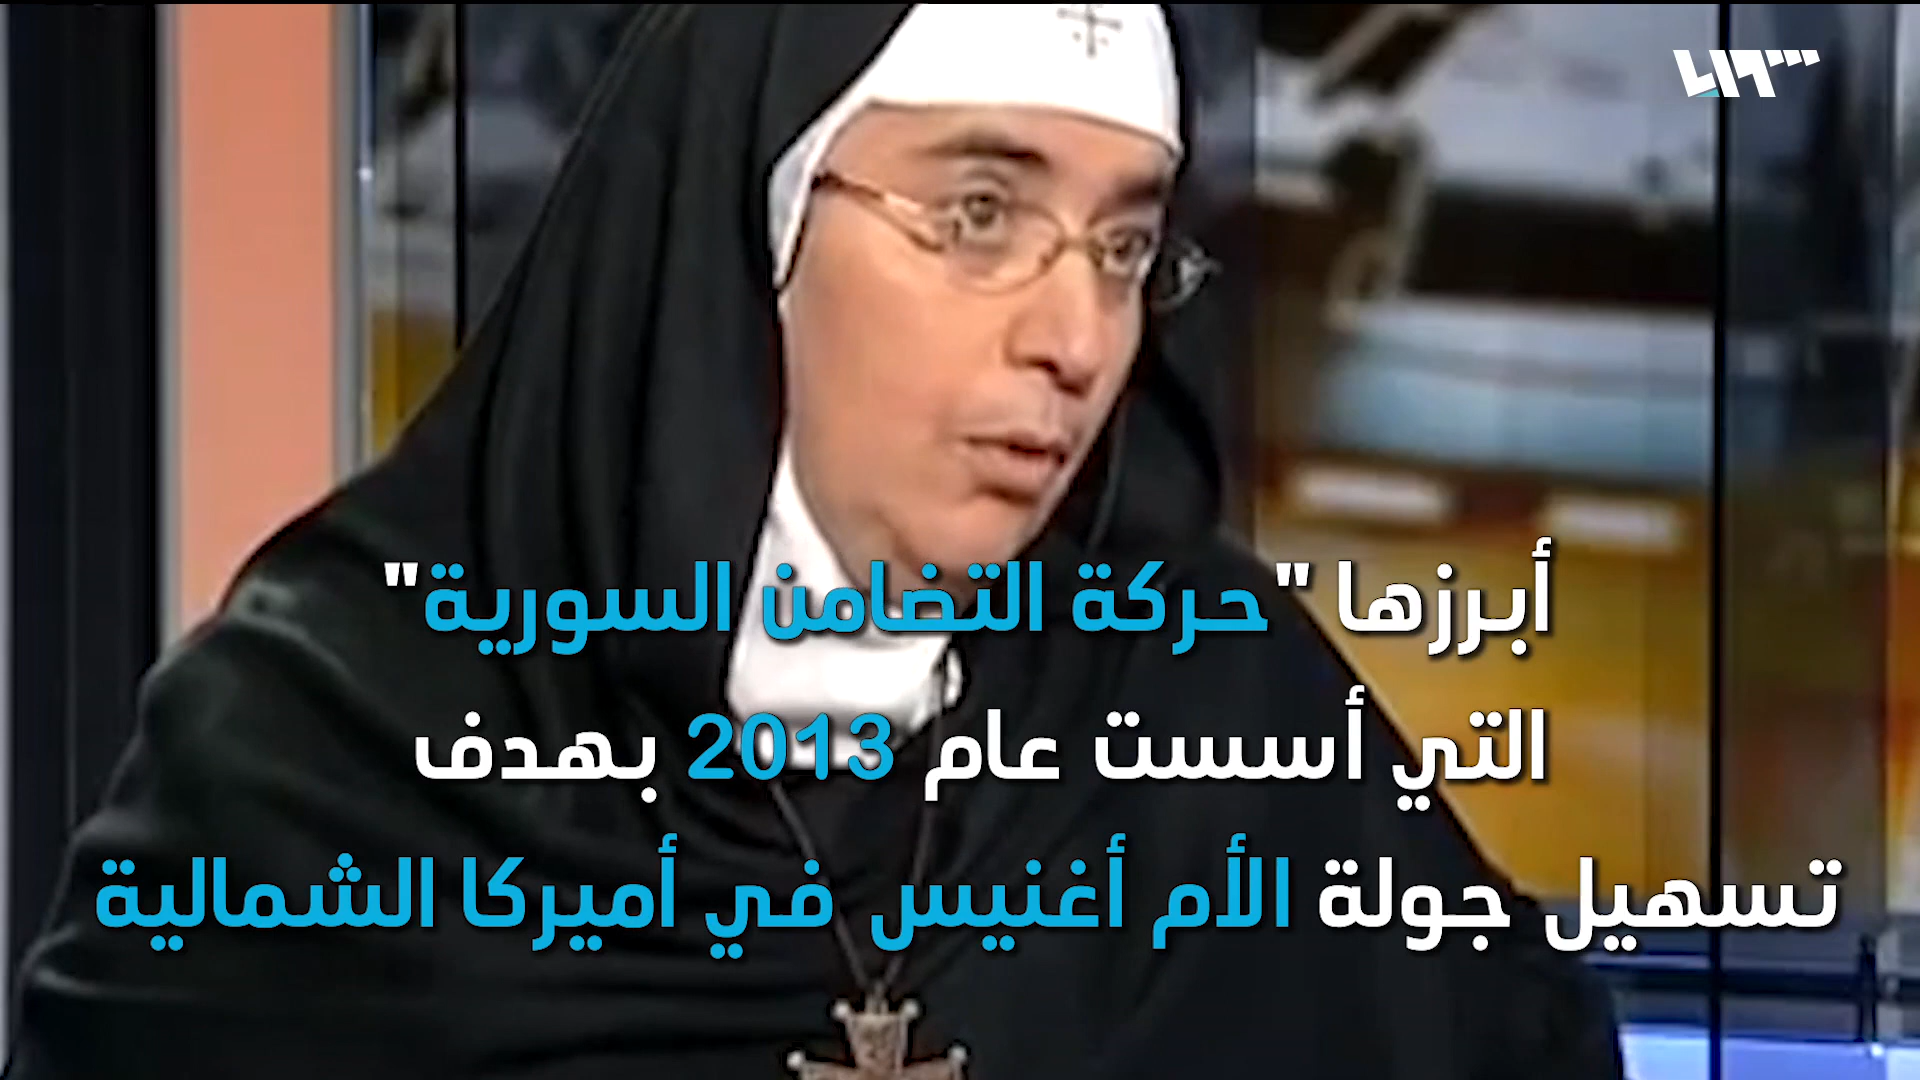 أبرزها "حركة التضامن السورية"
التي أسست عام 2013 بهدف
تسهيل جولة الأم أغنيس في أميركا الشمالية